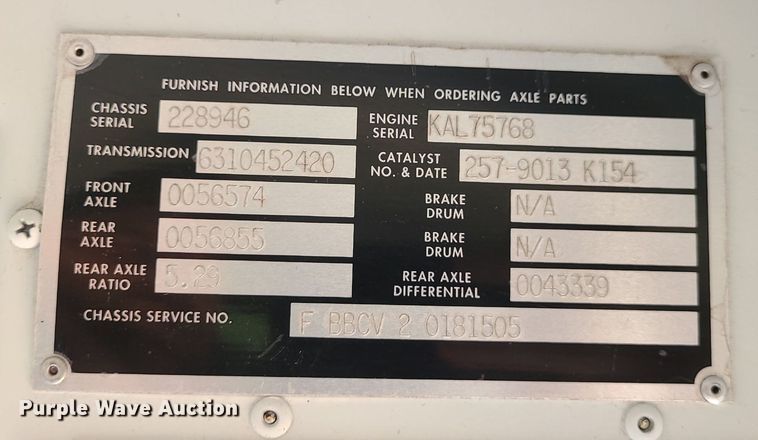 FURNISH INFORMATION BELOW WHEN ORDERING AXLE PARTS
CHASSIS SERIAL 228946 ENGINE SERIAL KAL75768
TRANSMISSION 6310452420 CATALYST NO. & DATE 257-9013 K154
FRONT AXLE 0056574 BRAKE DRUM N/A
REAR AXLE 0056855 BRAKE DRUM N/A
REAR AXLE RATIO 5.29 REAR AXLE DIFFERENTIAL 0043339
CHASSIS SERVICE NO. F BBCV 2 0181505
Purple Wave Auction